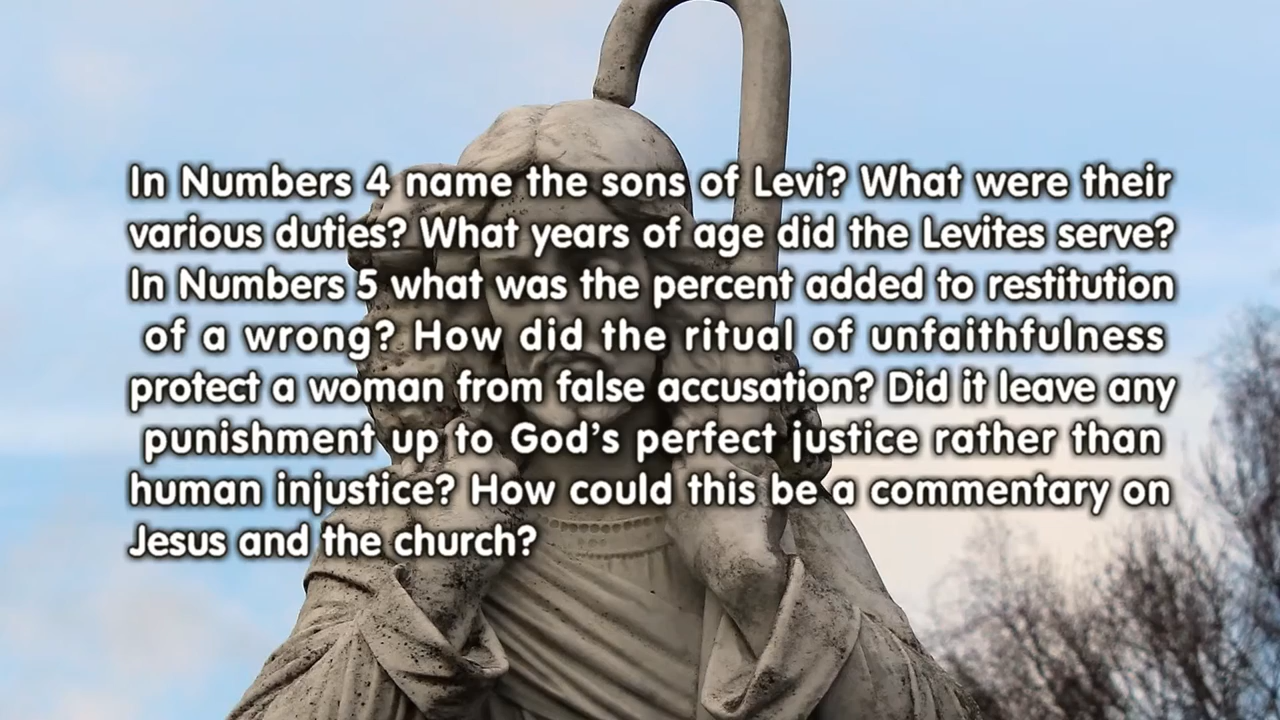 In Numbers 4 name the sons of Levi? What were their
various duties? What years of age did the Levites serve?
In Numbers 5 what was the percent added to restitution
of a wrong? How did the ritual of unfaithfulness
protect a woman from false accusation? Did it leave any
punishment up to God’s perfect justice rather than
human injustice? How could this be a commentary on
Jesus and the church?